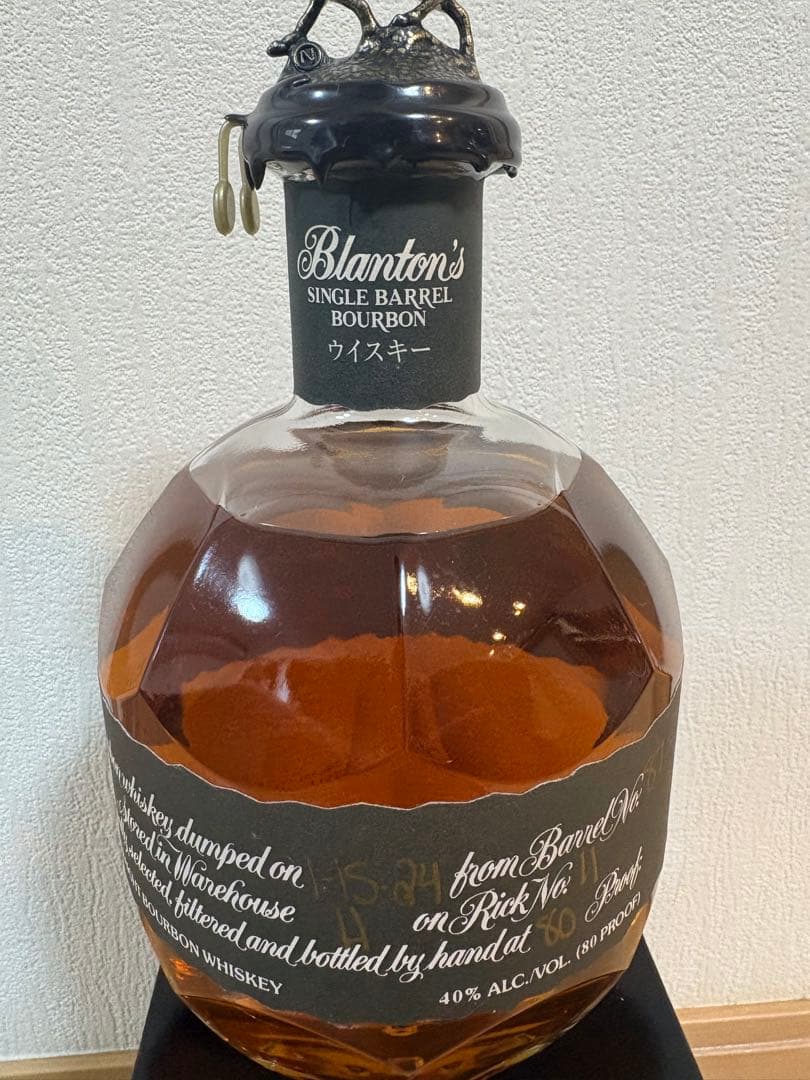 N
Blanton's
SINGLE BARREL
BOURBON
ウイスキー
whiskey dumped on 1-15-24 from Barrel No. 87
stored in Warehouse H on Rick No. 11
selected, filtered and bottled by hand at 80 Proof.
BOURBON WHISKEY 40% ALC./VOL. (80 PROOF)